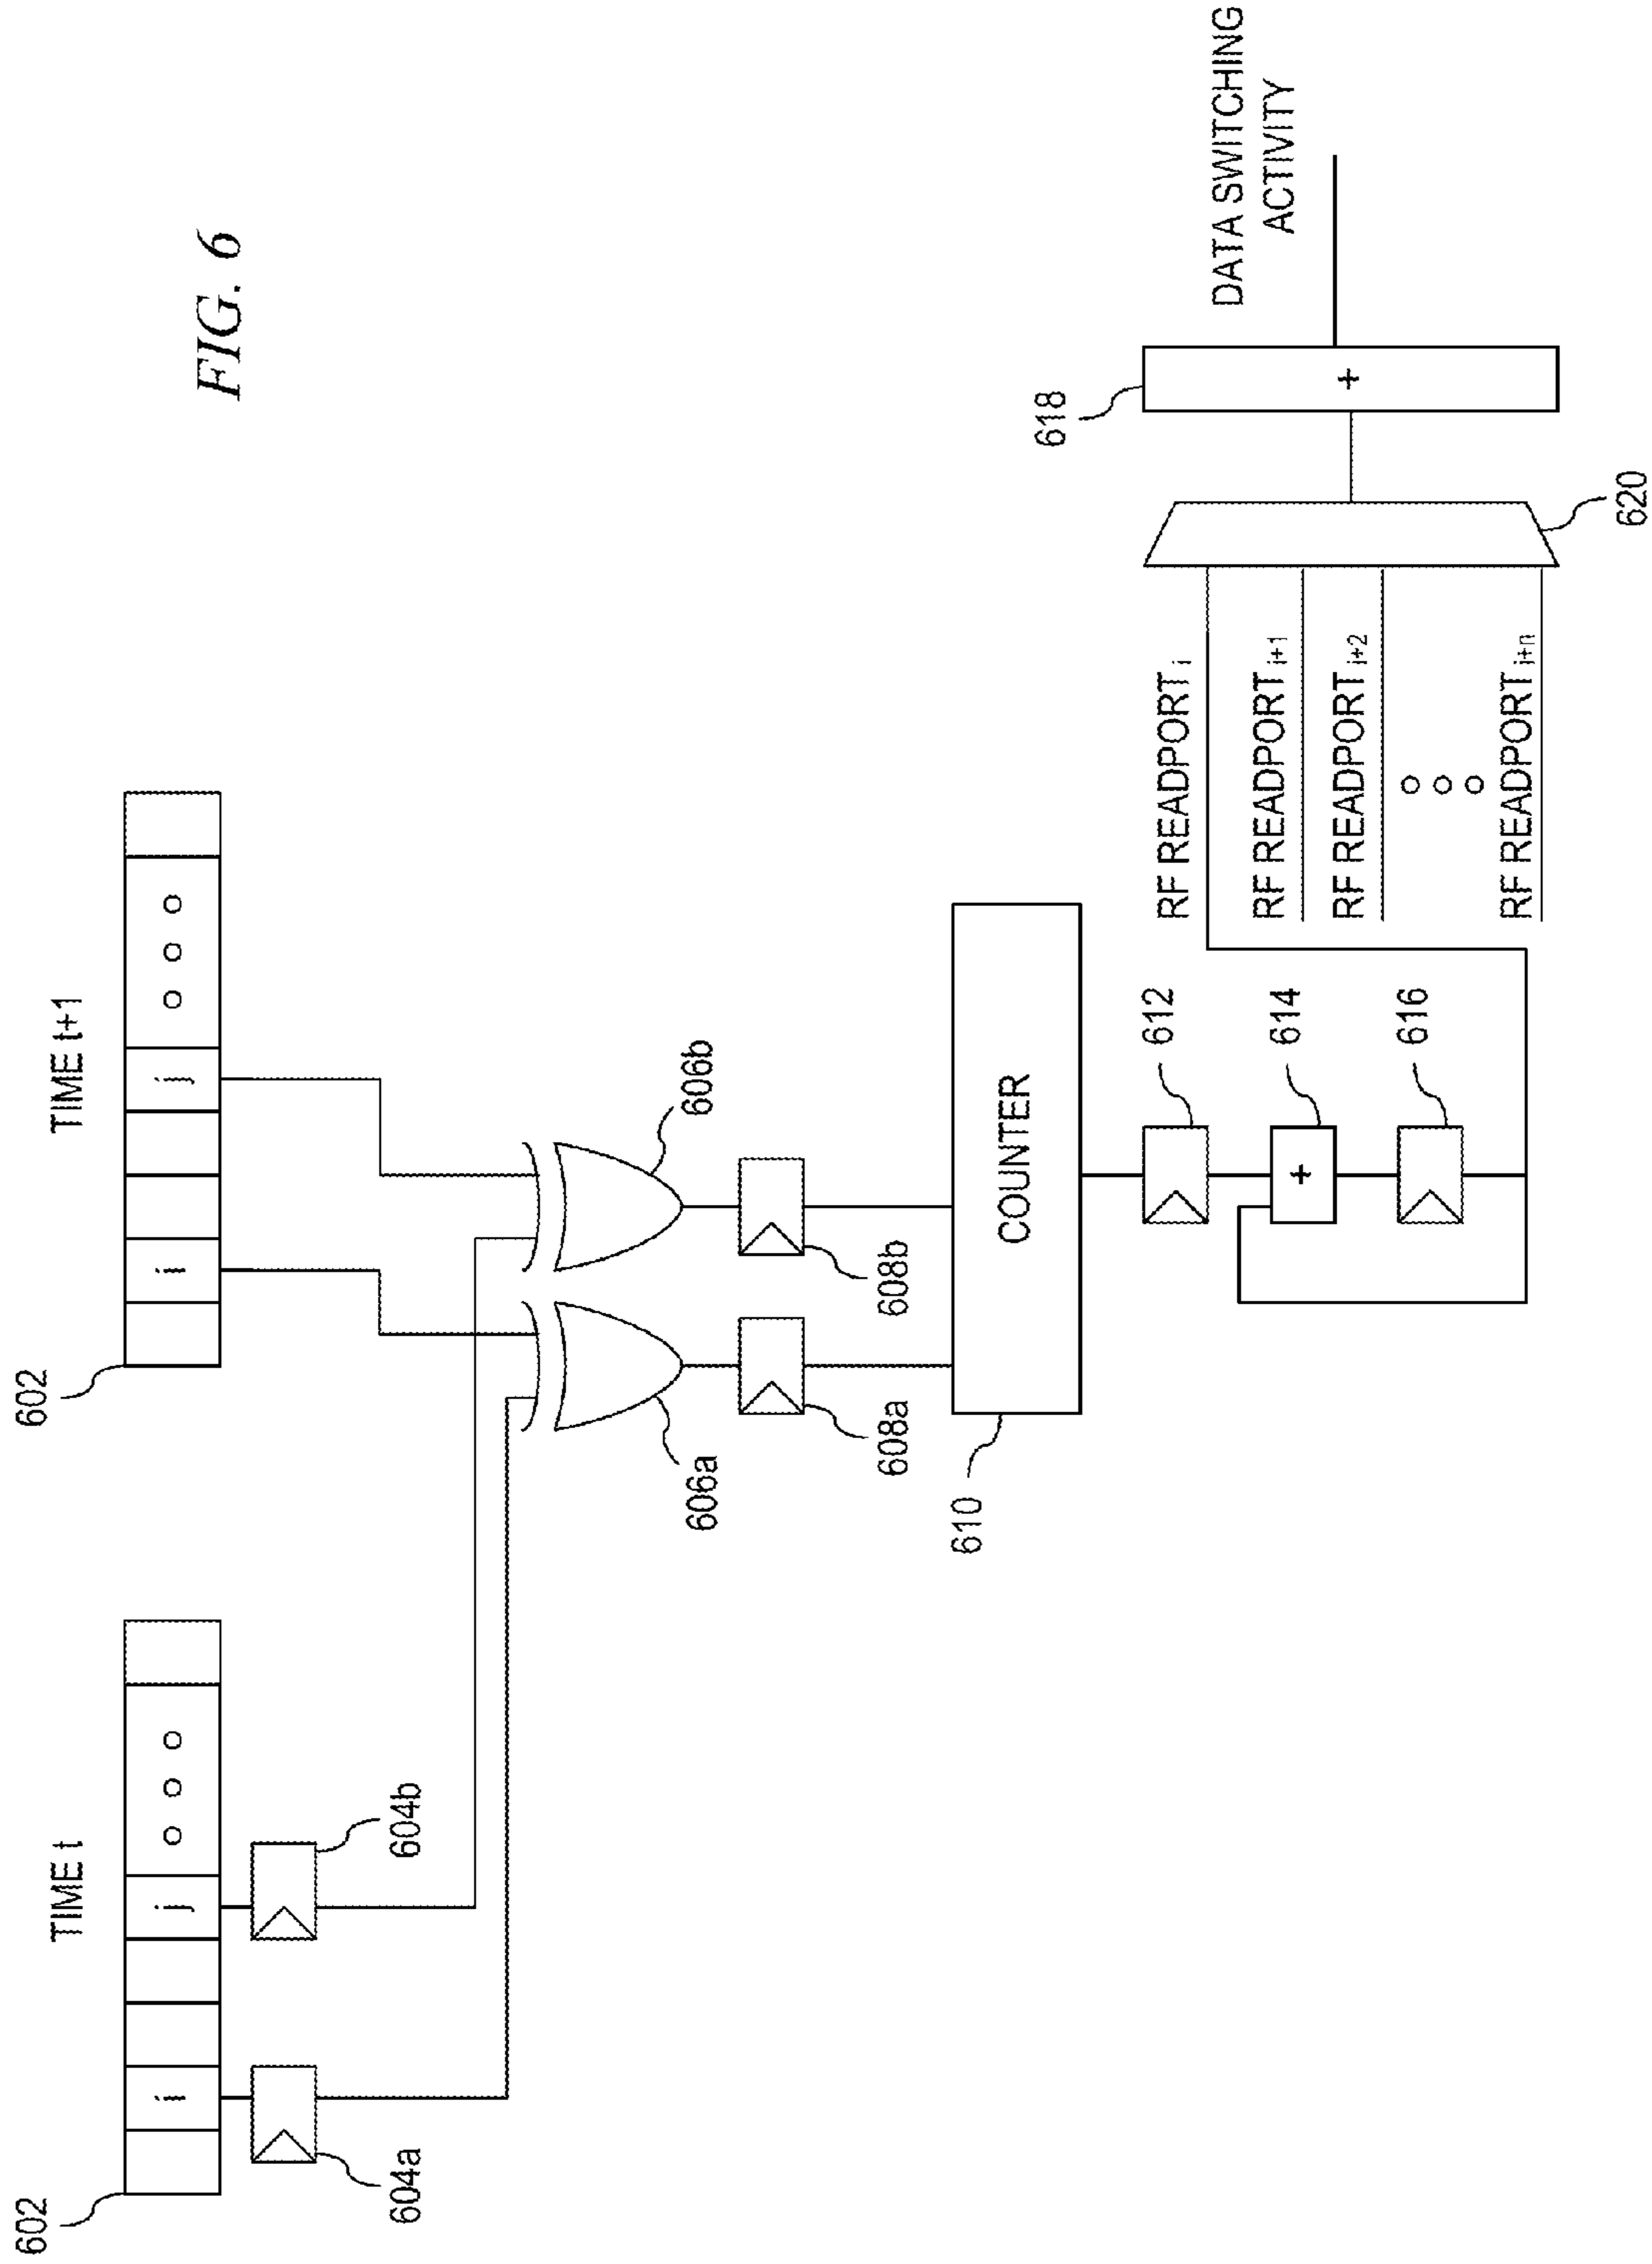 FIG. 6
TIME t
TIME t+1
602
i
j
602
i
j
604a
604b
606a
606b
608a
608b
610
COUNTER
612
+
614
616
RF READPORT i
RF READPORT i+1
RF READPORT i+2
RF READPORT i+n
618
+
620
DATA SWITCHING
ACTIVITY